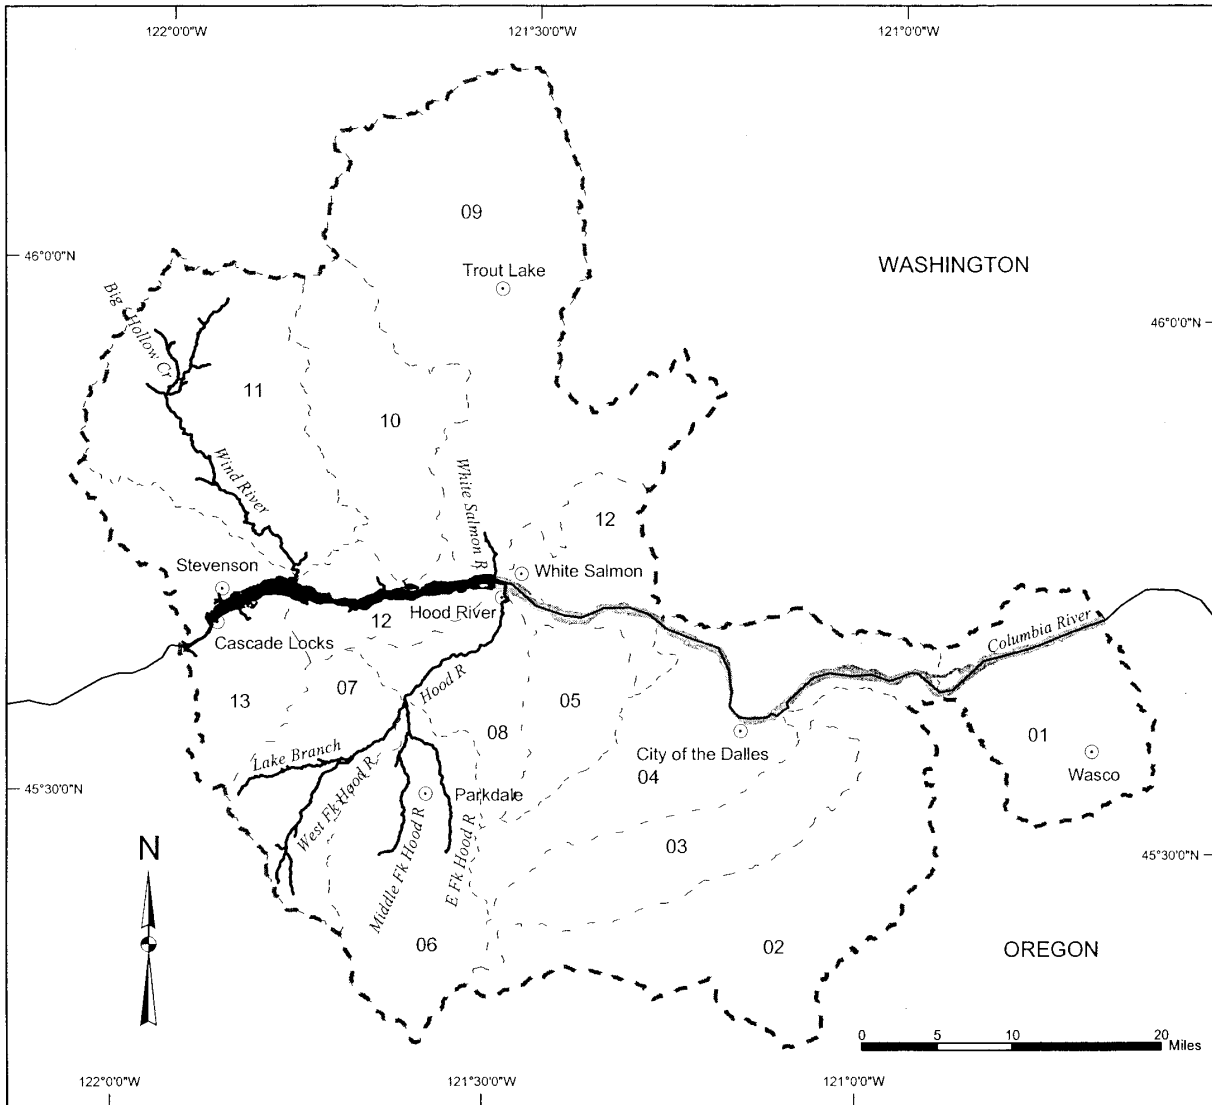 122°0'0"W
121°30'0"W
121°0'0"W
09
46°0'0"N
WASHINGTON
Trout Lake
Big Hollow Cr
46°0'0"N
11
10
White Salmon R
Wind River
12
Stevenson
White Salmon
Hood River
12
Columbia River
Cascade Locks
Hood R
07
05
13
08
01
Lake Branch
City of the Dalles
04
Wasco
West Fk Hood R
45°30'0"N
Parkdale
Middle Fk Hood R
E Fk Hood R
03
N
45°30'0"N
06
02
OREGON
0 5 10 20
Miles
122°0'0"W
121°30'0"W
121°0'0"W